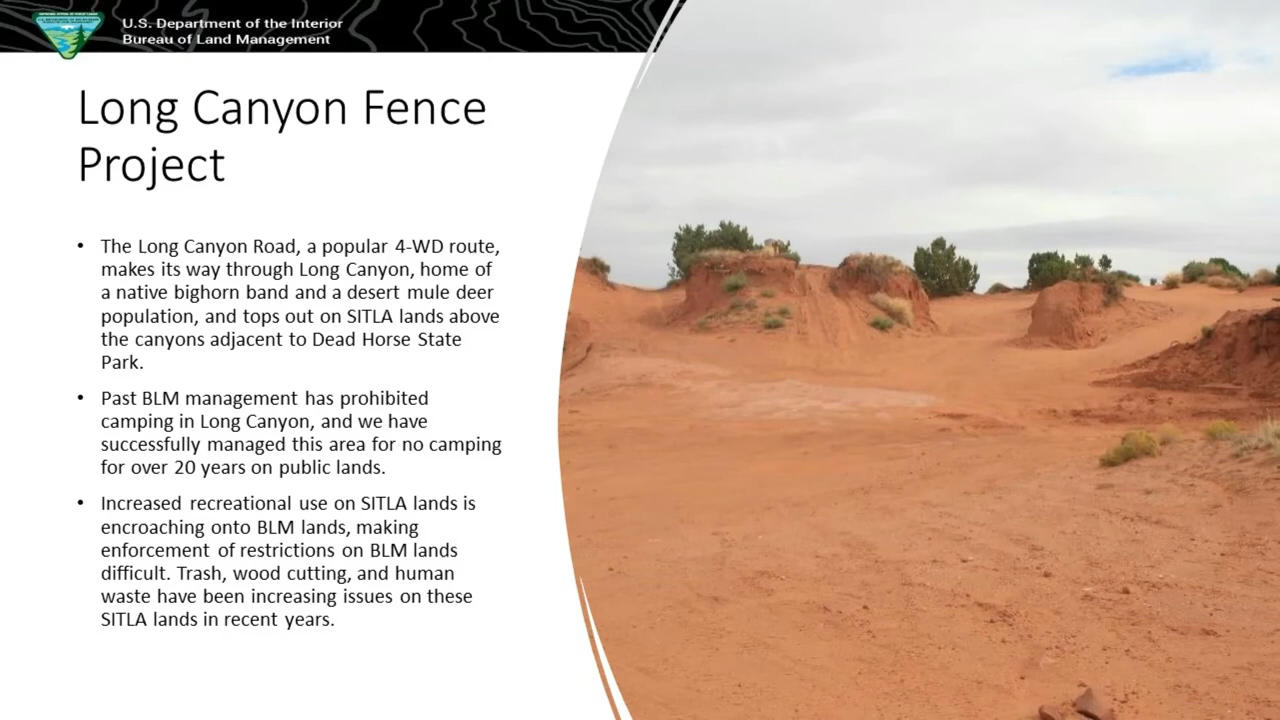 U.S. Department of the Interior
Bureau of Land Management
Long Canyon Fence
Project
• The Long Canyon Road, a popular 4-WD route,
makes its way through Long Canyon, home of
a native bighorn band and a desert mule deer
population, and tops out on SITLA lands above
the canyons adjacent to Dead Horse State
Park.
• Past BLM management has prohibited
camping in Long Canyon, and we have
successfully managed this area for no camping
for over 20 years on public lands.
• Increased recreational use on SITLA lands is
encroaching onto BLM lands, making
enforcement of restrictions on BLM lands
difficult. Trash, wood cutting, and human
waste have been increasing issues on these
SITLA lands in recent years.